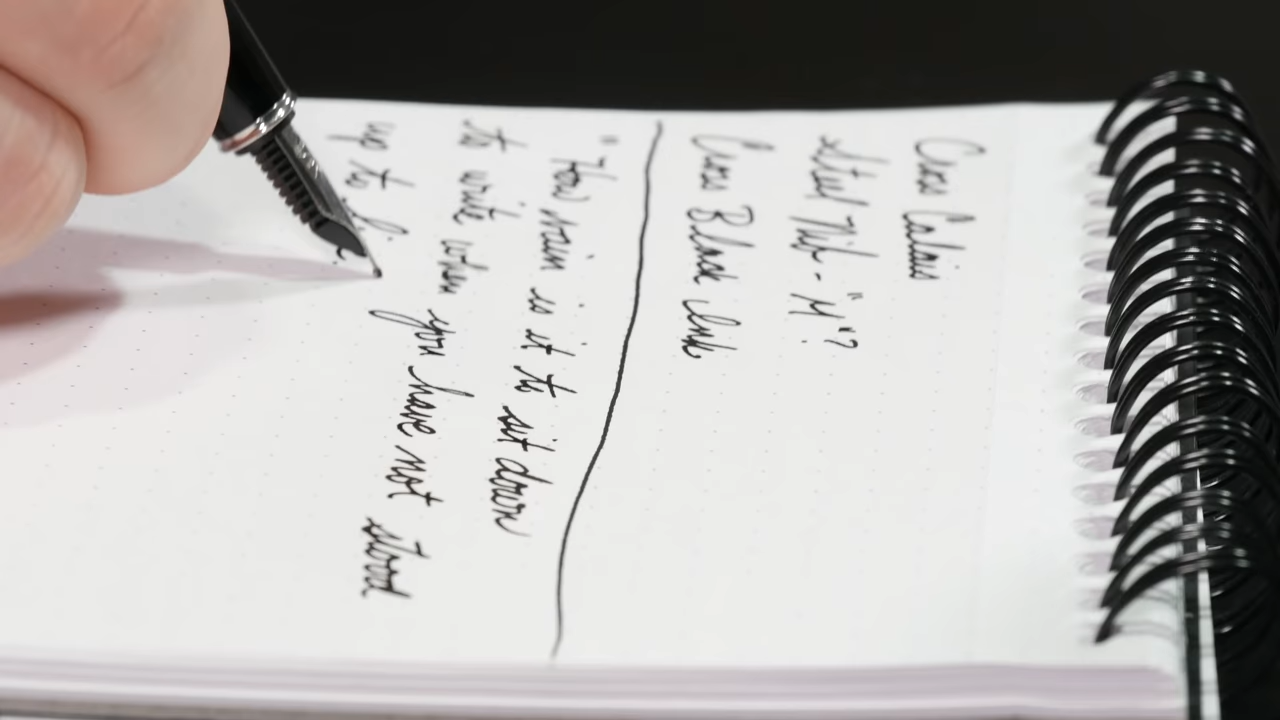 Cross Calais
Steel Nib - "M"?
Cross Black Ink
"How vain is it to sit down
to write when you have not stood
up to li